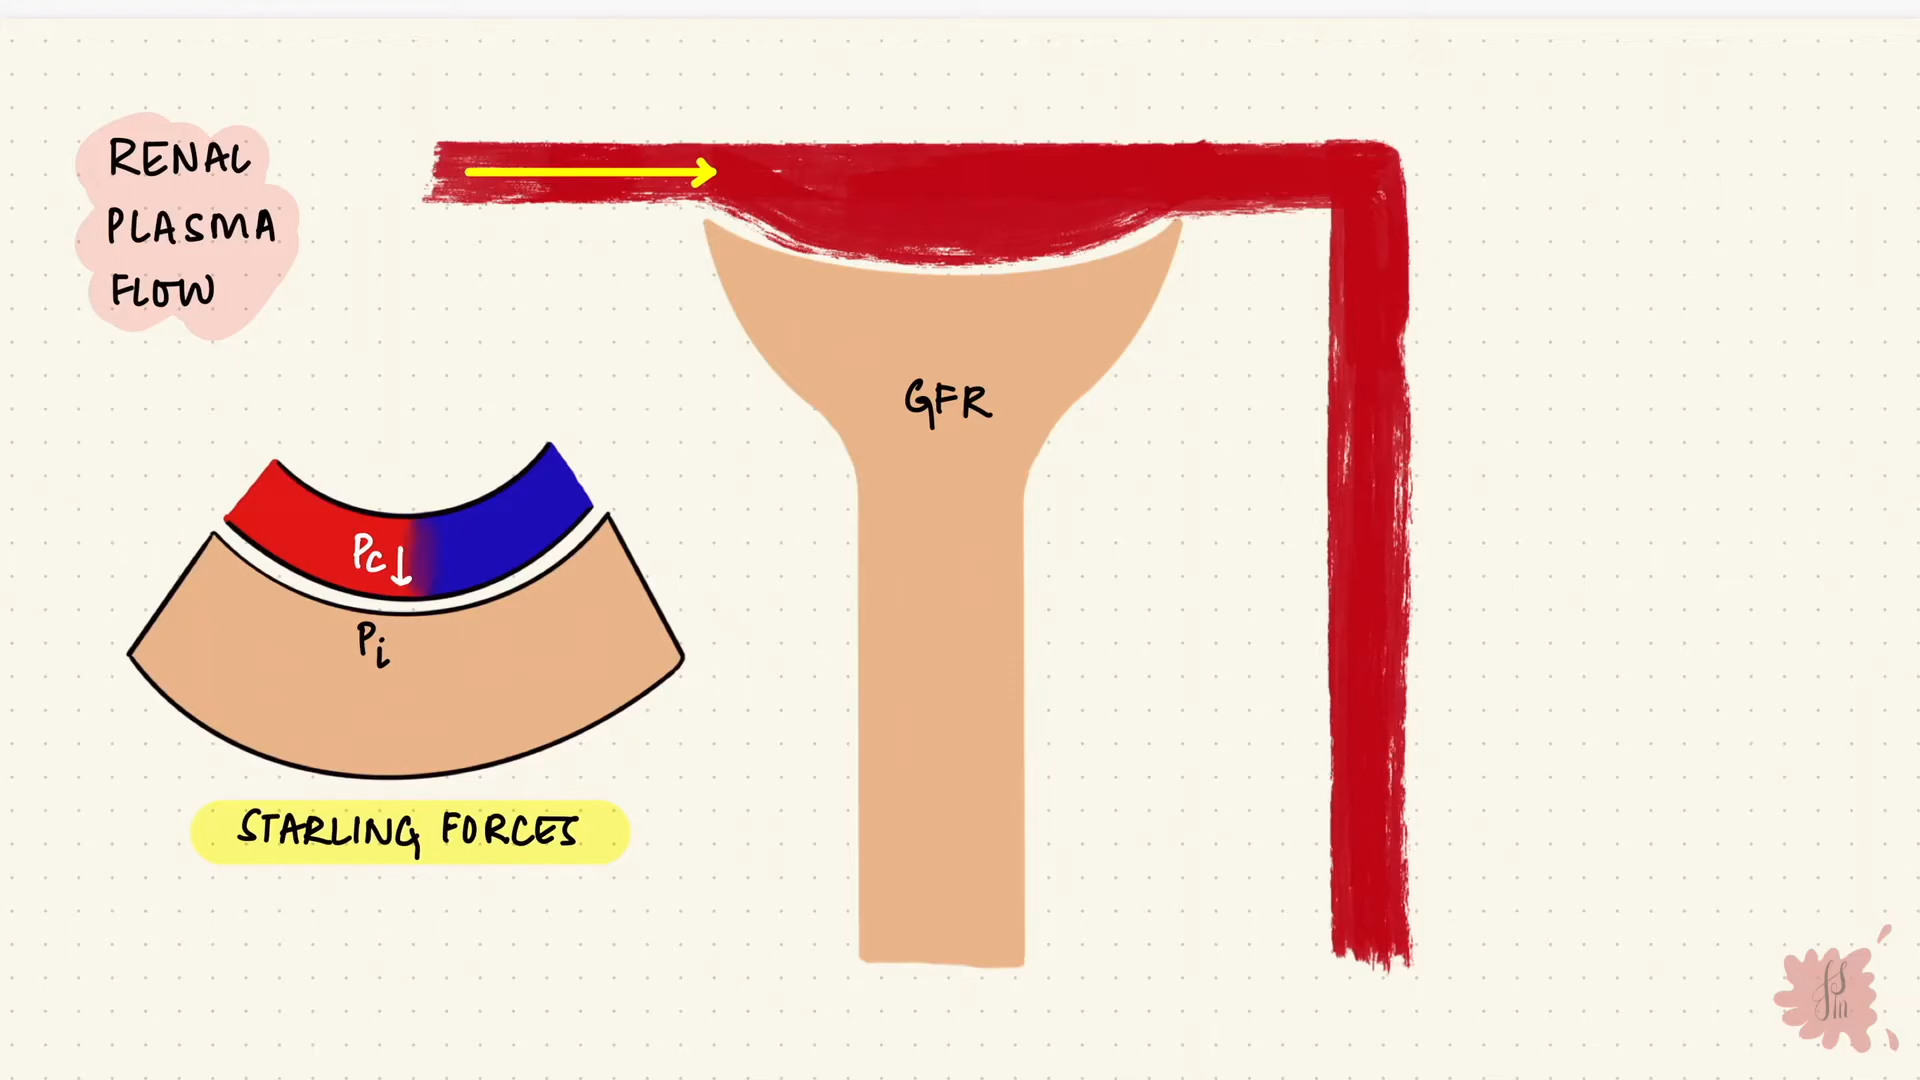 RENAL
PLASMA
FLOW
GFR
Pc↓
Pi
STARLING FORCES